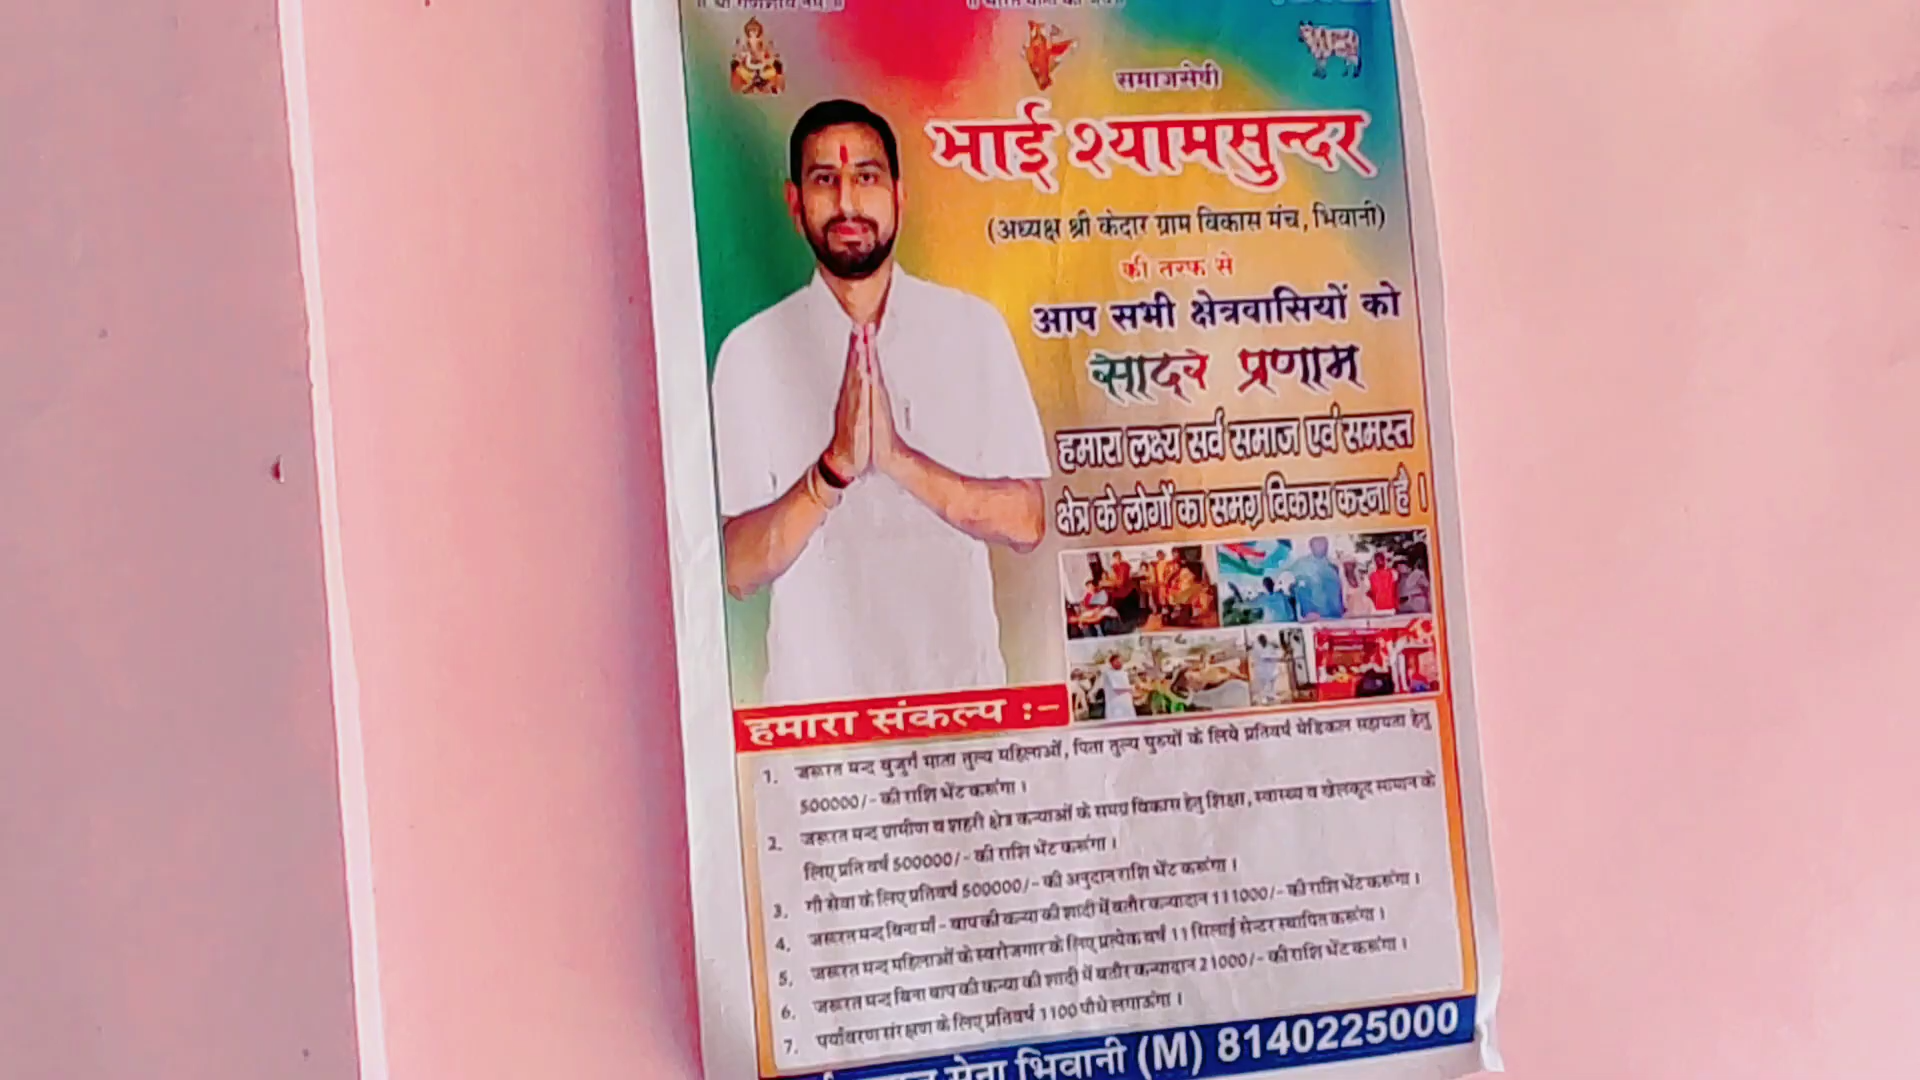 समाजसेवी
भाई श्यामसुन्दर
(अध्यक्ष श्री केदार ग्राम विकास मंच, भिवानी)
की तरफ से
आप सभी क्षेत्रवासियों को
सादर प्रणाम
हमारा लक्ष्य सर्व समाज एवं समस्त
क्षेत्र के लोगों का समग्र विकास करना है ।
हमारा संकल्प :-
1. जरूरत मन्द बुजुर्ग माता तुल्य महिलाओं, पिता तुल्य पुरुषों के लिये प्रतिवर्ष मेडिकल सहायता हेतु
500000/- की राशि भेंट करूंगा ।
2. जरूरत मन्द ग्रामीण व शहरी क्षेत्र कन्याओं के समग्र विकास हेतु शिक्षा, स्वास्थ्य व खेलकूद सामान के
लिए प्रति वर्ष 500000/- की राशि भेंट करूंगा ।
3. गौ सेवा के लिए प्रतिवर्ष 500000/- की अनुदान राशि भेंट करूंगा ।
4. जरूरत मन्द बिना माँ - बाप की कन्या की शादी में बतौर कन्यादान 111000/- की राशि भेंट करूंगा ।
5. जरूरत मन्द महिलाओं के स्वरोजगार के लिए प्रत्येक वर्ष 11 सिलाई सेन्टर स्थापित करूंगा ।
6. जरूरत मन्द बिना बाप की कन्या की शादी में बतौर कन्यादान 21000/- की राशि भेंट करूंगा ।
7. पर्यावरण संरक्षण के लिए प्रतिवर्ष 1100 पौधे लगाऊंगा ।
सेना भिवानी (M) 8140225000